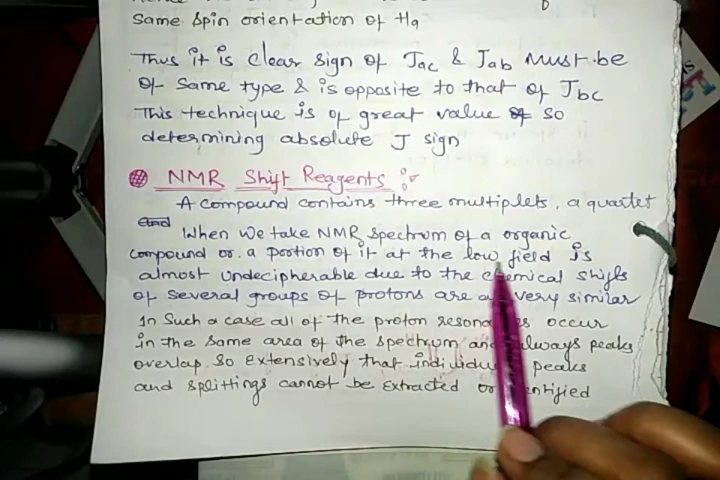 Same spin orientation of Ha
Thus it is clear sign of Jac & Jab must be
of same type & is opposite to that of Jbc
This technique is of great value of so
determining absolute J sign
NMR Shift Reagents :-
A compound contains three multiplets, a quartet
When we take NMR spectrum of a organic
compound or a portion of it at the low field is
almost undecipherable due to the chemical shifts
of several groups of protons are very similar
In such a case all of the proton resonances occur
in the same area of the spectrum and always peaks
overlap so extensively that individual peaks
and splittings cannot be extracted or